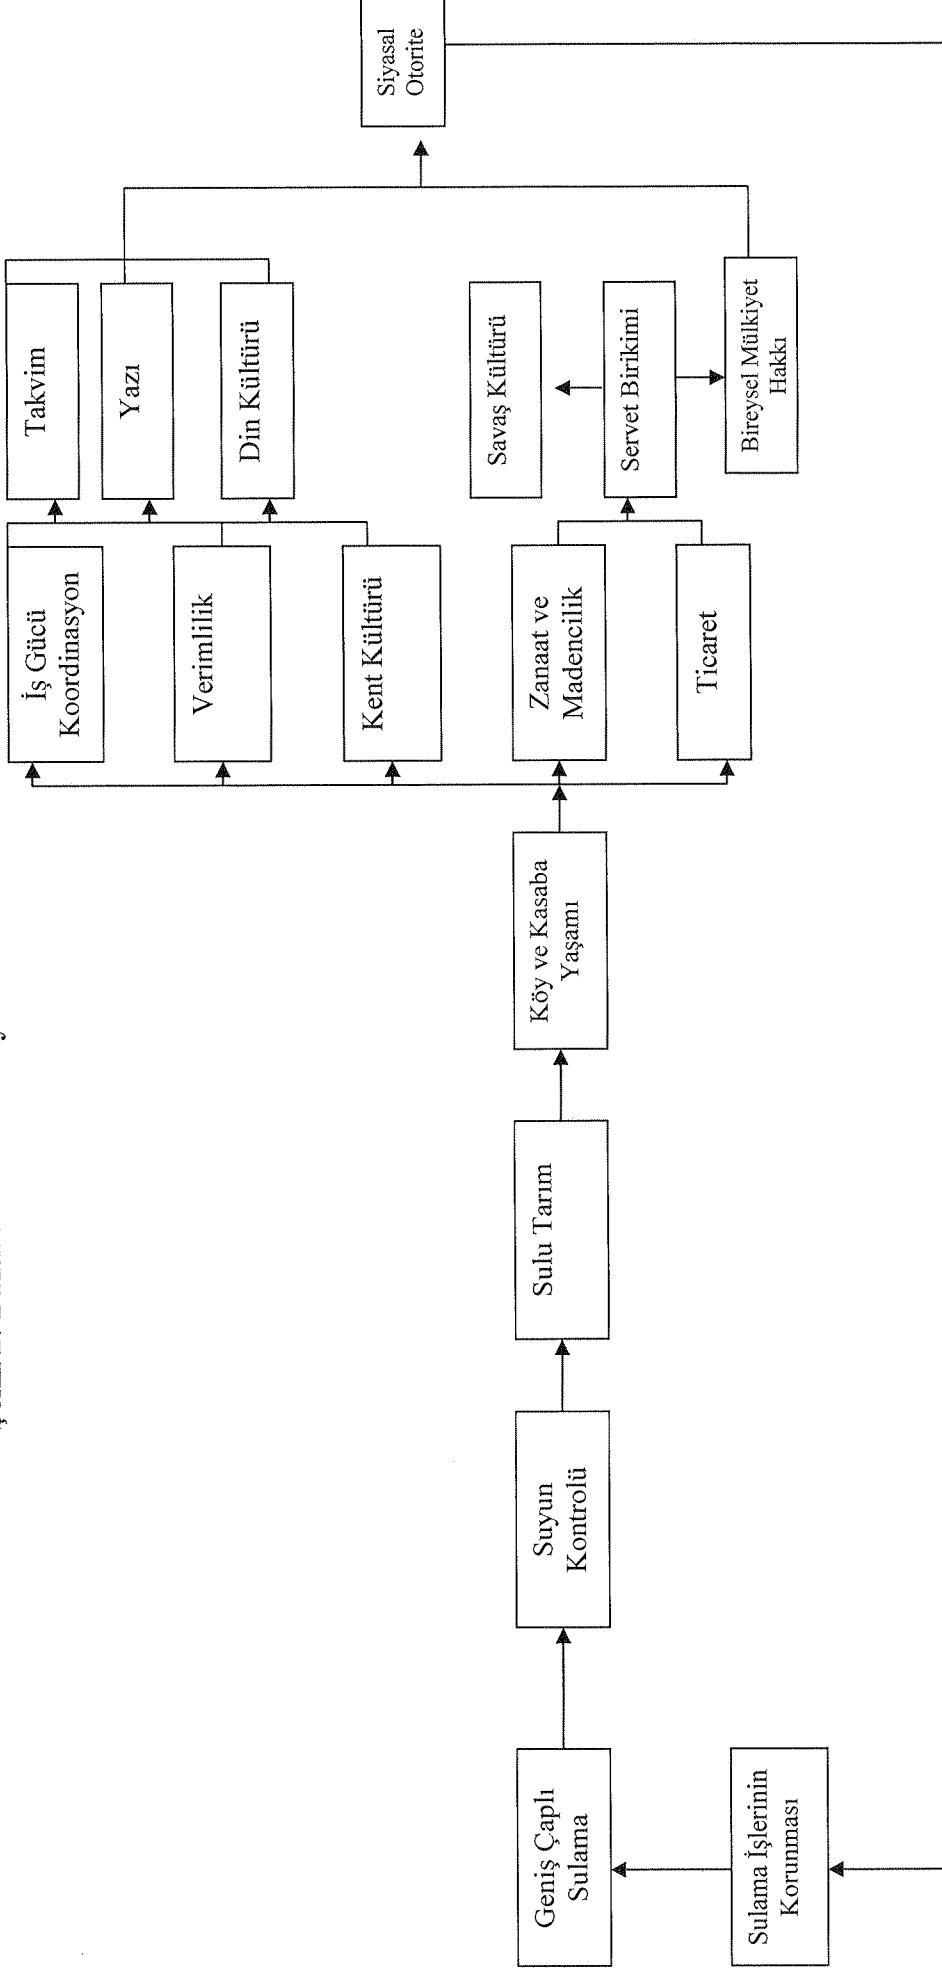 Geniş Çaplı
Sulama
Sulama İşlerinin
Korunması
Suyun
Kontrolü
Sulu Tarım
Köy ve Kasaba
Yaşamı
İş Gücü
Koordinasyon
Verimlilik
Kent Kültürü
Zanaat ve
Madencilik
Ticaret
Takvim
Yazı
Din Kültürü
Savaş Kültürü
Servet Birikimi
Bireysel Mülkiyet
Hakkı
Siyasal
Otorite